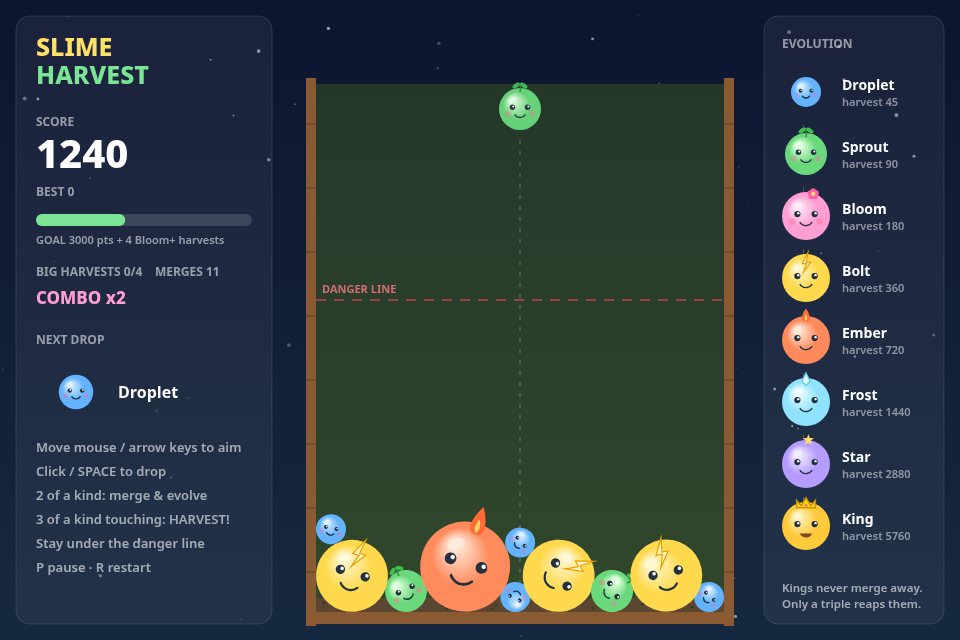 SLIME
HARVEST
SCORE
1240
BEST 0
GOAL 3000 pts + 4 Bloom+ harvests
BIG HARVESTS 0/4 MERGES 11
COMBO x2
NEXT DROP
Droplet
Move mouse / arrow keys to aim
Click / SPACE to drop
2 of a kind: merge & evolve
3 of a kind touching: HARVEST!
Stay under the danger line
P pause · R restart
DANGER LINE
EVOLUTION
Droplet
harvest 45
Sprout
harvest 90
Bloom
harvest 180
Bolt
harvest 360
Ember
harvest 720
Frost
harvest 1440
Star
harvest 2880
King
harvest 5760
Kings never merge away.
Only a triple reaps them.